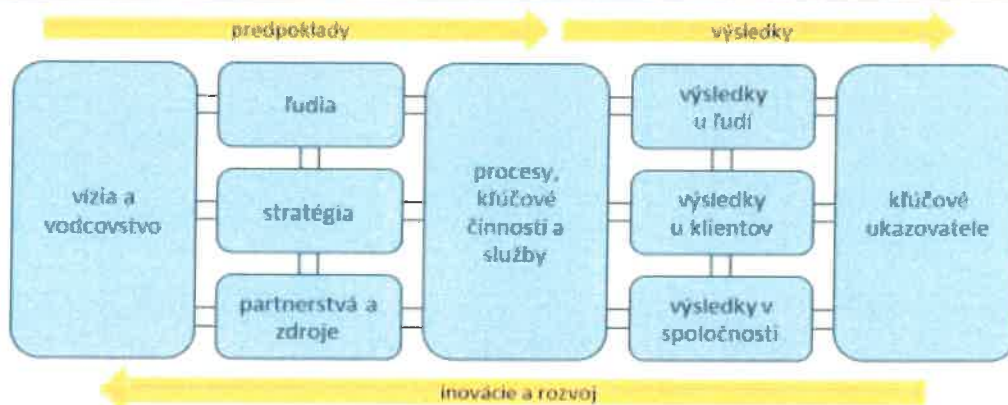 predpoklady
výsledky
vízia a
vodcovstvo
ľudia
stratégia
partnerstvá a
zdroje
procesy,
kľúčové
činnosti a
služby
výsledky
u ľudí
výsledky
u klientov
výsledky v
spoločnosti
kľúčové
ukazovatele
inovácie a rozvoj